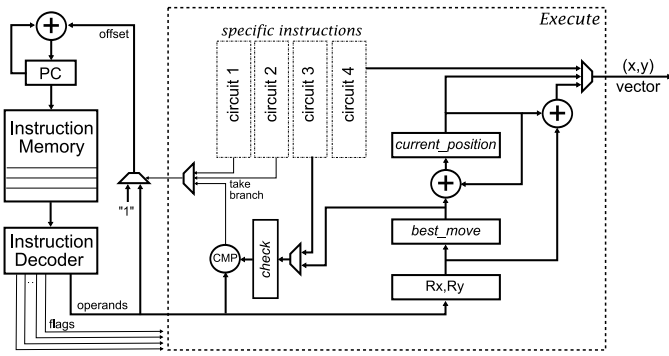 Execute
offset
specific instructions
PC
circuit 1
circuit 2
circuit 3
circuit 4
(x,y)
vector
Instruction
Memory
current_position
take
branch
"1"
Instruction
Decoder
CMP
check
best_move
Rx,Ry
operands
..
flags